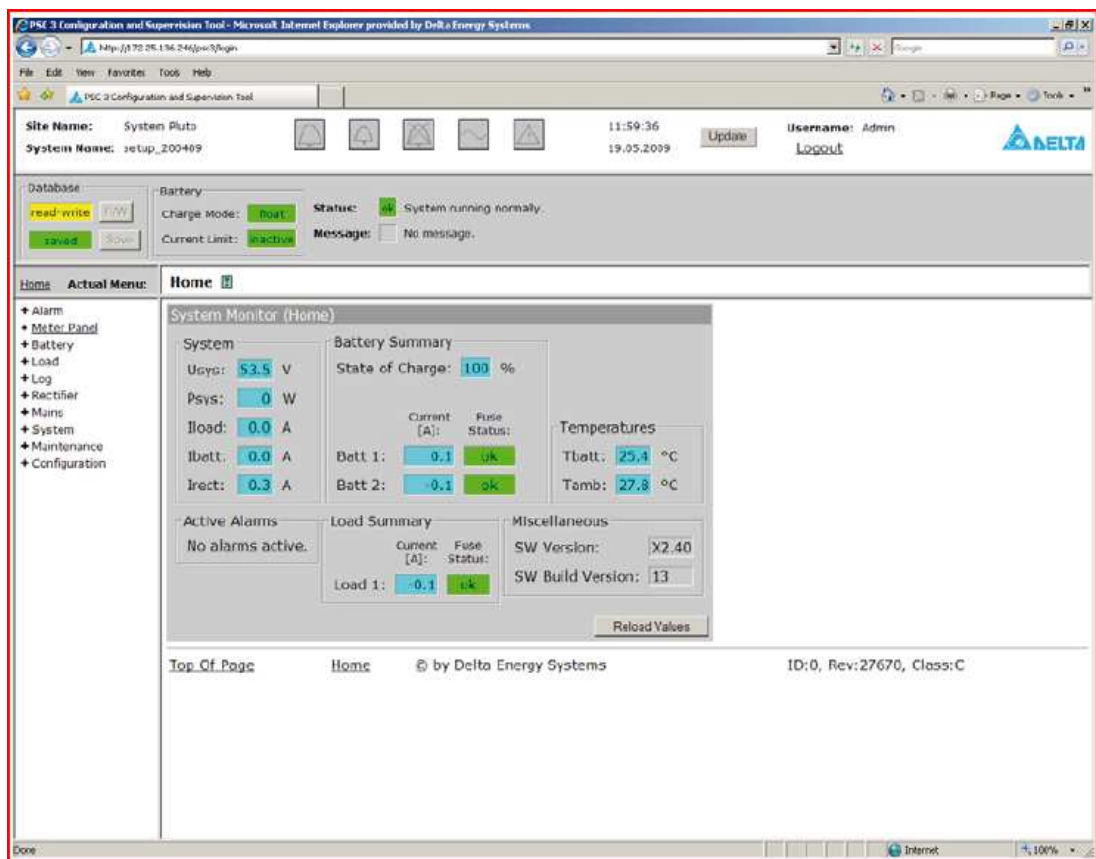 PSC 3 Configuration and Supervision Tool - Microsoft Internet Explorer provided by Delta Energy Systems
File Edit View Favorites Tools Help
PSC 3 Configuration and Supervision Tool
Page Tools
Site Name: System Pluto
System Name: setup_200409
11:59:36
19.05.2009
Update
Username: Admin
Logout
DELTA
Database
read-write R/W
saved Save
Battery
Charge Mode: float
Current Limit: inactive
Status: ok System running normally.
Message: No message.
Home Actual Menu:
Home
+ Alarm
• Meter Panel
+ Battery
+ Load
+ Log
+ Rectifier
+ Mains
+ System
+ Maintenance
+ Configuration
System Monitor (Home)
System
Usys: 53.5 V
Psys: 0 W
Iload: 0.0 A
Ibatt: 0.0 A
Irect: 0.3 A
Battery Summary
State of Charge: 100 %
Current [A]: Fuse Status:
Batt 1: 0.1 ok
Batt 2: -0.1 ok
Temperatures
Tbatt: 25.4 °C
Tamb: 27.8 °C
Active Alarms
No alarms active.
Load Summary
Current [A]: Fuse Status:
Load 1: -0.1 ok
Miscellaneous
SW Version: X2.40
SW Build Version: 13
Reload Values
Top Of Page Home © by Delta Energy Systems ID:0, Rev:27670, Class:C
Done Internet 100%